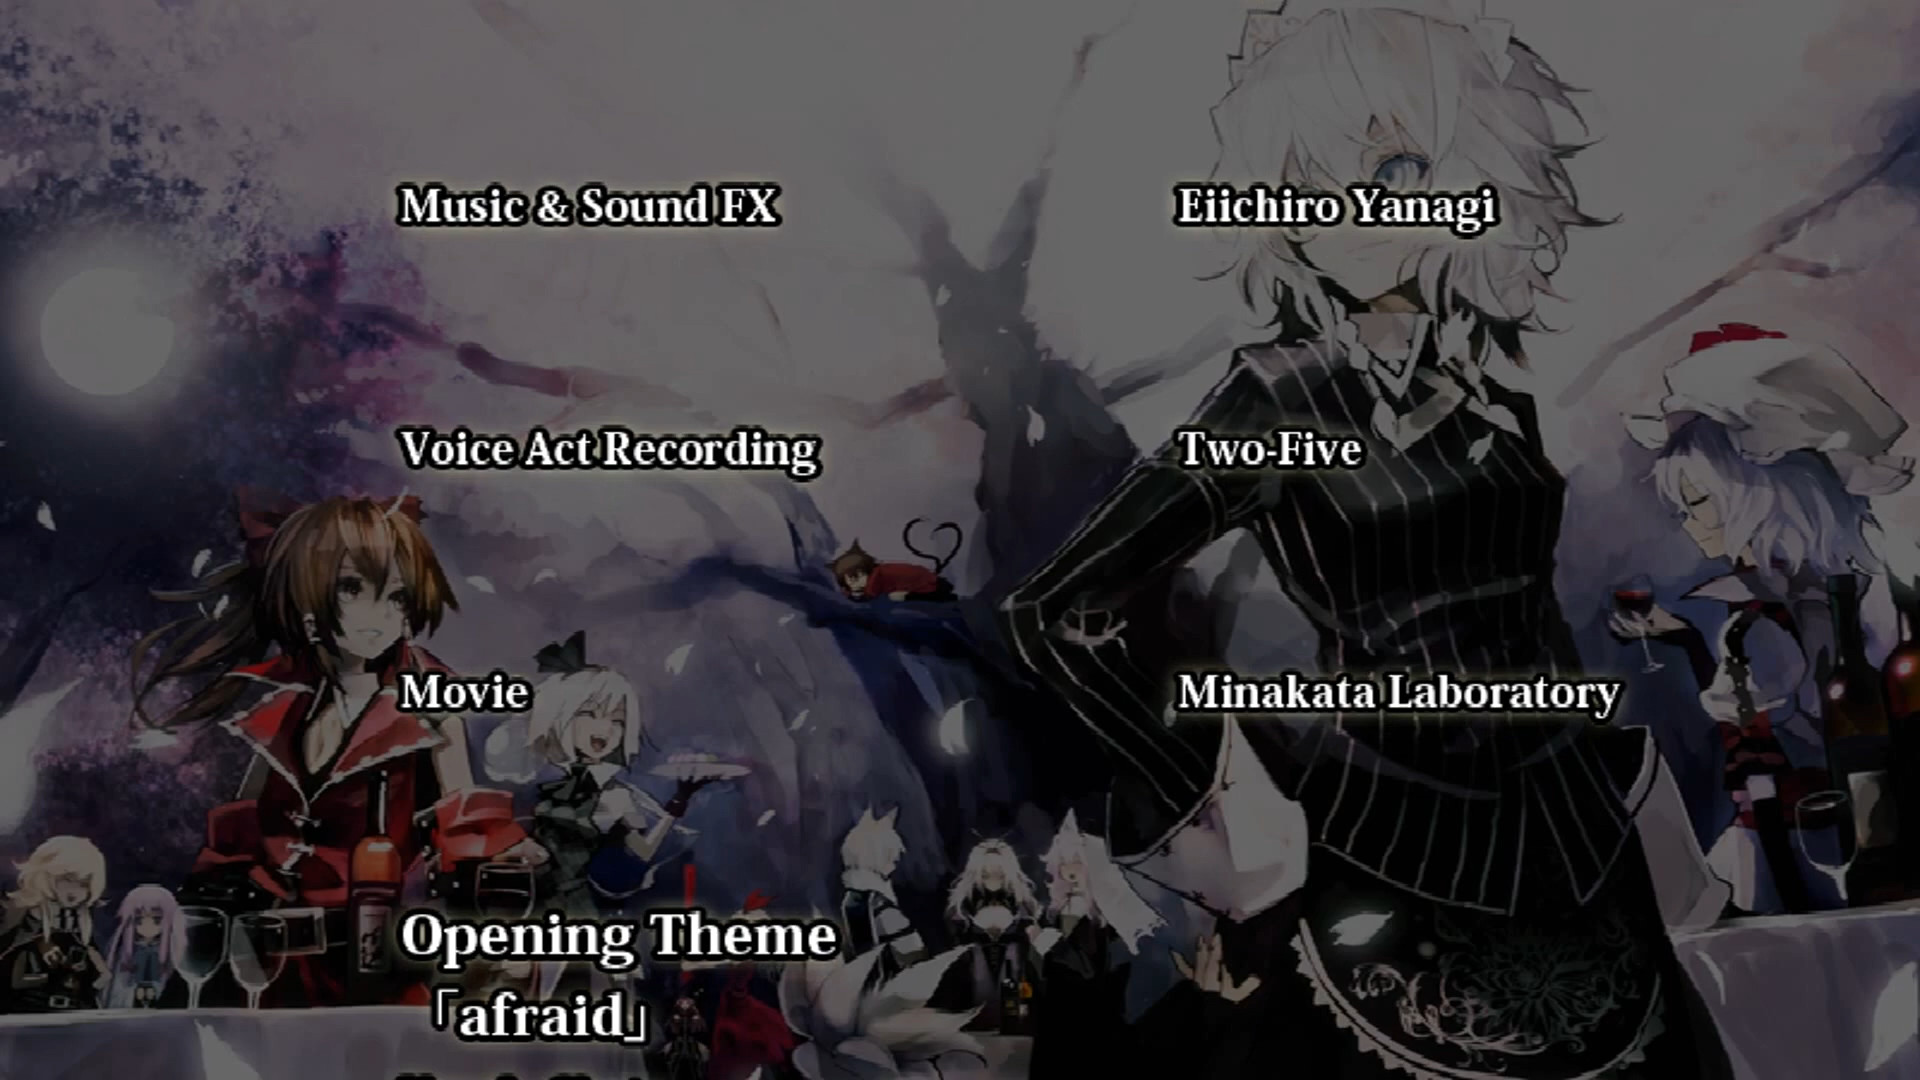 Music & Sound FX
Eiichiro Yanagi
Voice Act Recording
Two-Five
Movie
Minakata Laboratory
Opening Theme
「afraid」